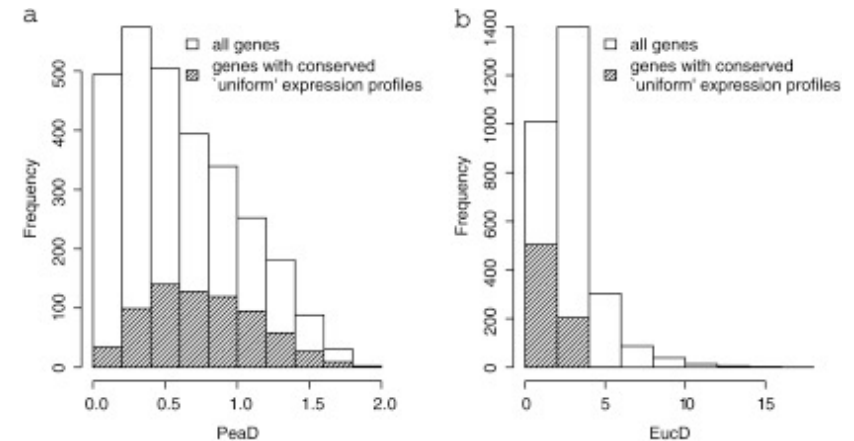 a
all genes
genes with conserved
`uniform' expression profiles
Frequency
0 100 200 300 400 500
0.0 0.5 1.0 1.5 2.0
PeaD
b
all genes
genes with conserved
`uniform' expression profiles
Frequency
0 200 400 600 800 1000 1200 1400
0 5 10 15
EucD